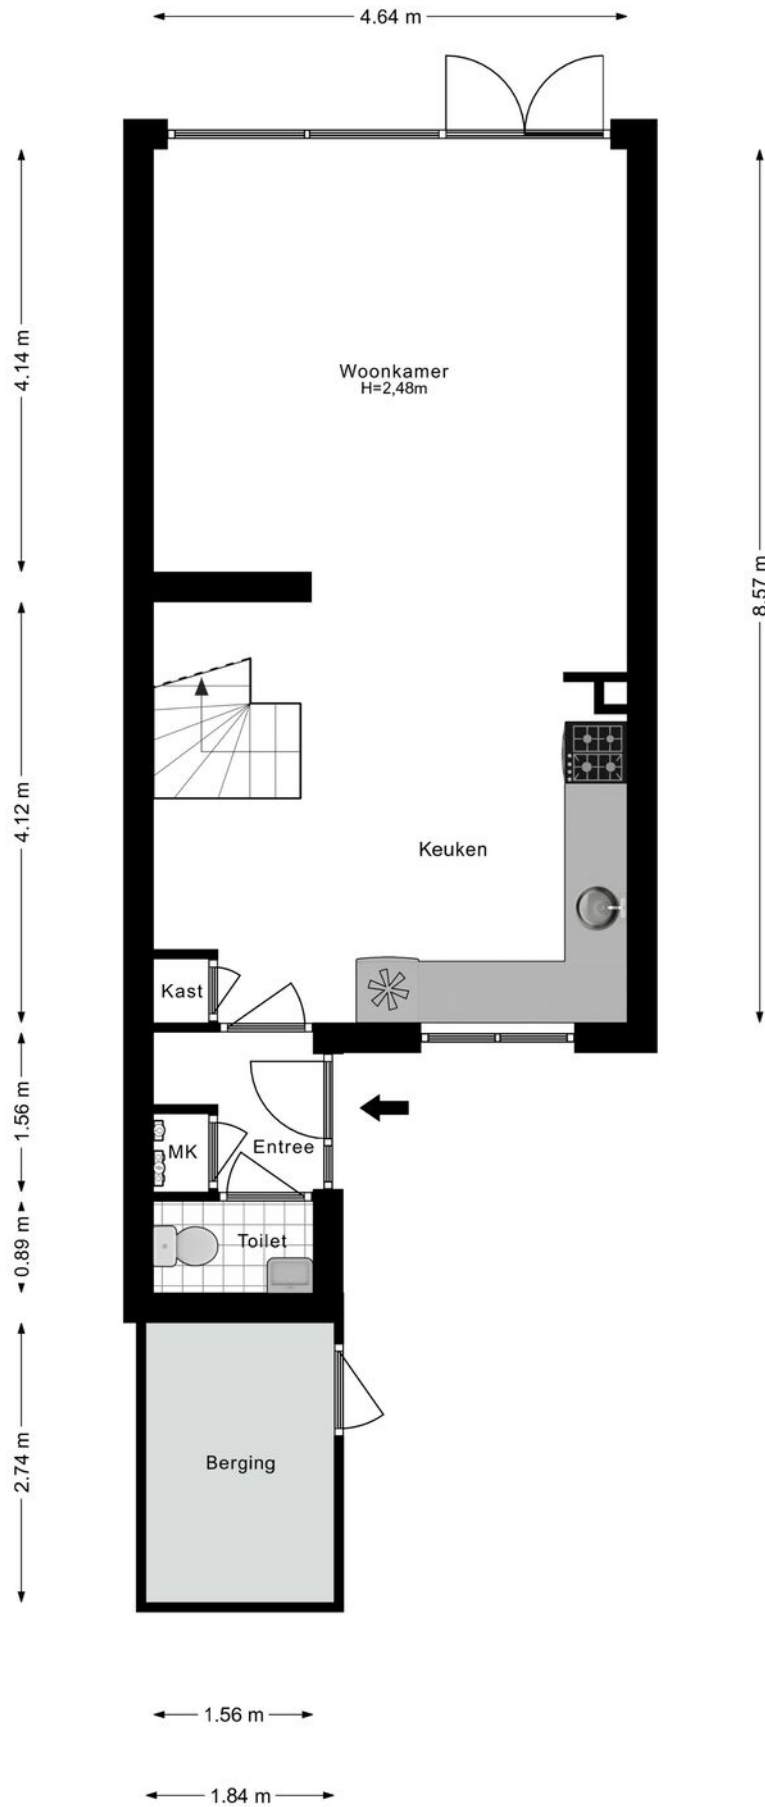 4.64 m
4.14 m
Woonkamer
H=2,48m
8.57 m
4.12 m
Keuken
Kast
1.56 m
MK
Entree
0.89 m
Toilet
2.74 m
Berging
1.56 m
1.84 m